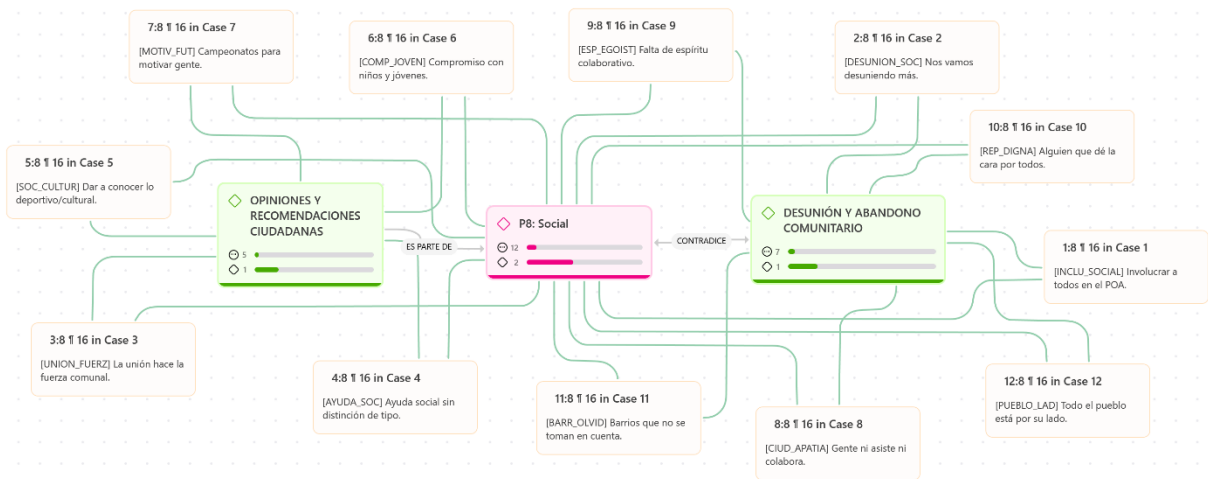 7:8 ¶ 16 in Case 7
[MOTIV_FUT] Campeonatos para
motivar gente.
6:8 ¶ 16 in Case 6
[COMP_JOVEN] Compromiso con
niños y jóvenes.
9:8 ¶ 16 in Case 9
[ESP_EGOIST] Falta de espíritu
colaborativo.
2:8 ¶ 16 in Case 2
[DESUNION_SOC] Nos vamos
desuniendo más.
10:8 ¶ 16 in Case 10
[REP_DIGNA] Alguien que dé la
cara por todos.
5:8 ¶ 16 in Case 5
[SOC_CULTUR] Dar a conocer lo
deportivo/cultural.
OPINIONES Y
RECOMENDACIONES
CIUDADANAS
5
1
ES PARTE DE
P8: Social
12
2
CONTRADICE
DESUNIÓN Y ABANDONO
COMUNITARIO
7
1
1:8 ¶ 16 in Case 1
[INCLU_SOCIAL] Involucrar a
todos en el POA.
3:8 ¶ 16 in Case 3
[UNION_FUERZ] La unión hace la
fuerza comunal.
4:8 ¶ 16 in Case 4
[AYUDA_SOC] Ayuda social sin
distinción de tipo.
11:8 ¶ 16 in Case 11
[BARR_OLVID] Barrios que no se
toman en cuenta.
8:8 ¶ 16 in Case 8
[CIUD_APATIA] Gente ni asiste ni
colabora.
12:8 ¶ 16 in Case 12
[PUEBLO_LAD] Todo el pueblo
está por su lado.